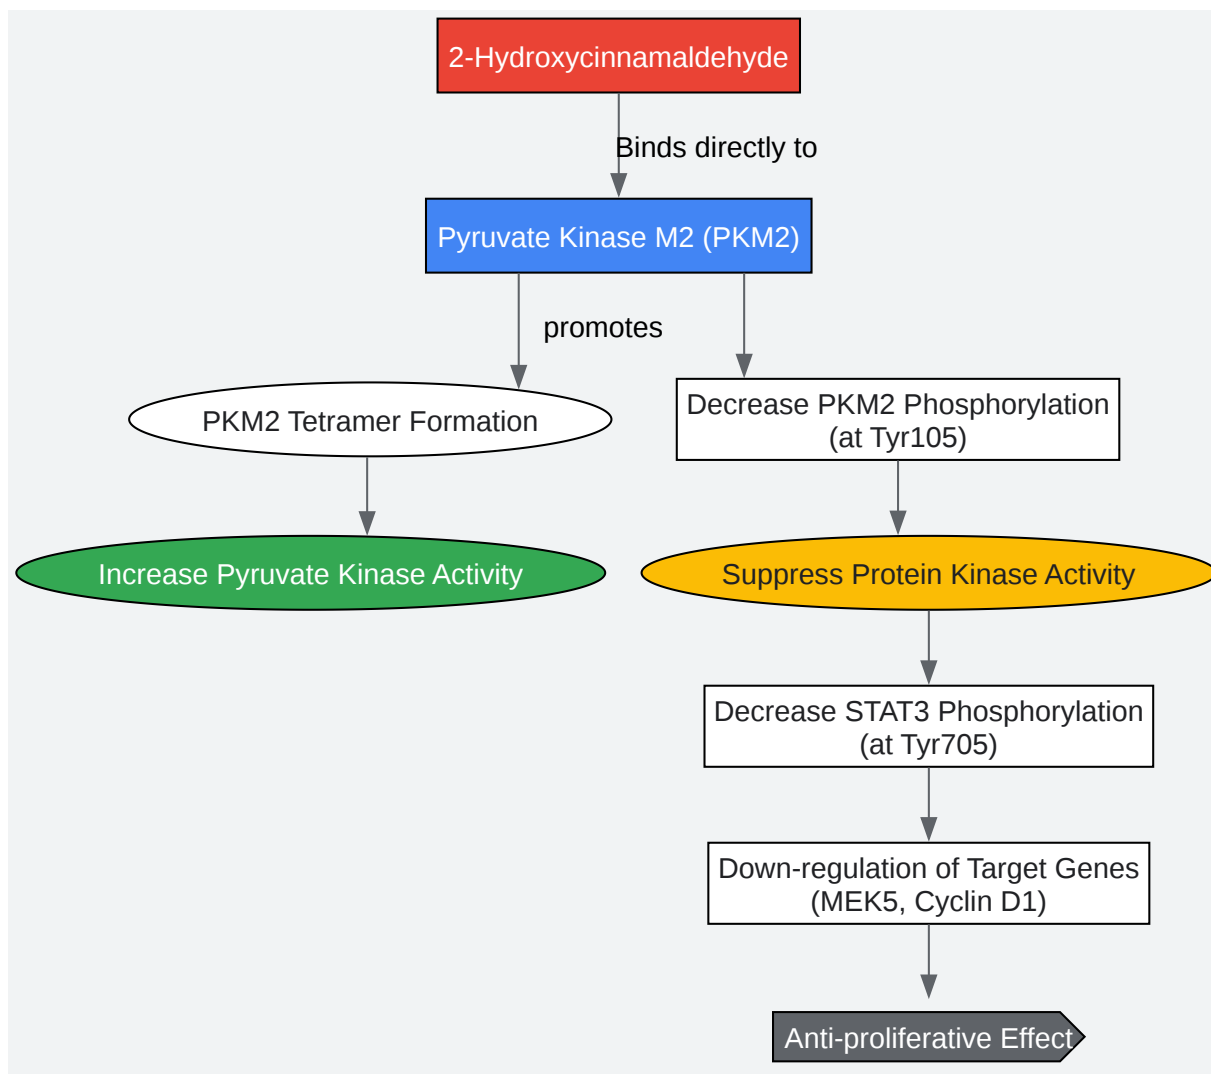 2-Hydroxycinnamaldehyde
Binds directly to
Pyruvate Kinase M2 (PKM2)
promotes
PKM2 Tetramer Formation
Decrease PKM2 Phosphorylation
(at Tyr105)
Increase Pyruvate Kinase Activity
Suppress Protein Kinase Activity
Decrease STAT3 Phosphorylation
(at Tyr705)
Down-regulation of Target Genes
(MEK5, Cyclin D1)
Anti-proliferative Effect